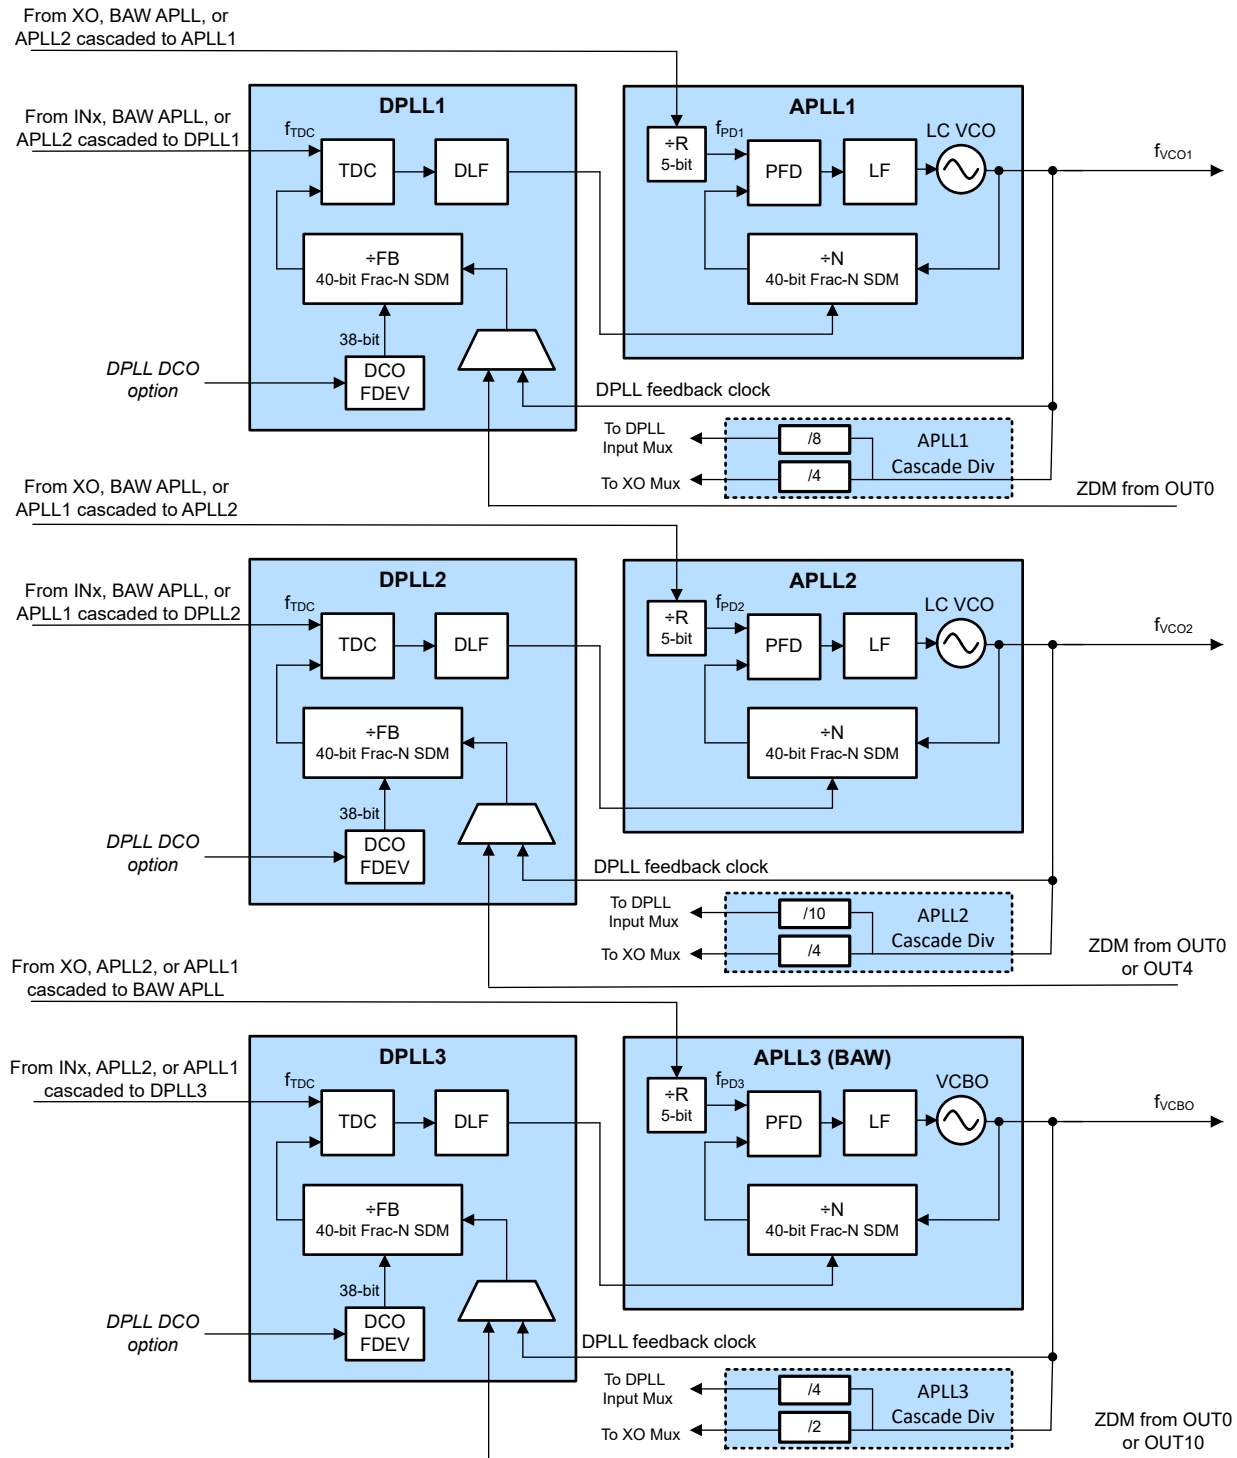 From XO, BAW APLL, or
APLL2 cascaded to APLL1
DPLL1
APLL1
From INx, BAW APLL, or
APLL2 cascaded to DPLL1
fTDC
TDC
DLF
÷R
5-bit
fPD1
PFD
LF
LC VCO
fVCO1
÷FB
40-bit Frac-N SDM
÷N
40-bit Frac-N SDM
38-bit
DPLL DCO
option
DCO
FDEV
DPLL feedback clock
To DPLL
Input Mux
/8
APLL1
Cascade Div
To XO Mux
/4
ZDM from OUT0
From XO, BAW APLL, or
APLL1 cascaded to APLL2
DPLL2
APLL2
From INx, BAW APLL, or
APLL1 cascaded to DPLL2
fTDC
TDC
DLF
÷R
5-bit
fPD2
PFD
LF
LC VCO
fVCO2
÷FB
40-bit Frac-N SDM
÷N
40-bit Frac-N SDM
38-bit
DPLL DCO
option
DCO
FDEV
DPLL feedback clock
To DPLL
Input Mux
/10
APLL2
Cascade Div
To XO Mux
/4
ZDM from OUT0
or OUT4
From XO, APLL2, or APLL1
cascaded to BAW APLL
DPLL3
APLL3 (BAW)
From INx, APLL2, or APLL1
cascaded to DPLL3
fTDC
TDC
DLF
÷R
5-bit
fPD3
PFD
LF
VCBO
fVCBO
÷FB
40-bit Frac-N SDM
÷N
40-bit Frac-N SDM
38-bit
DPLL DCO
option
DCO
FDEV
DPLL feedback clock
To DPLL
Input Mux
/4
APLL3
Cascade Div
To XO Mux
/2
ZDM from OUT0
or OUT10